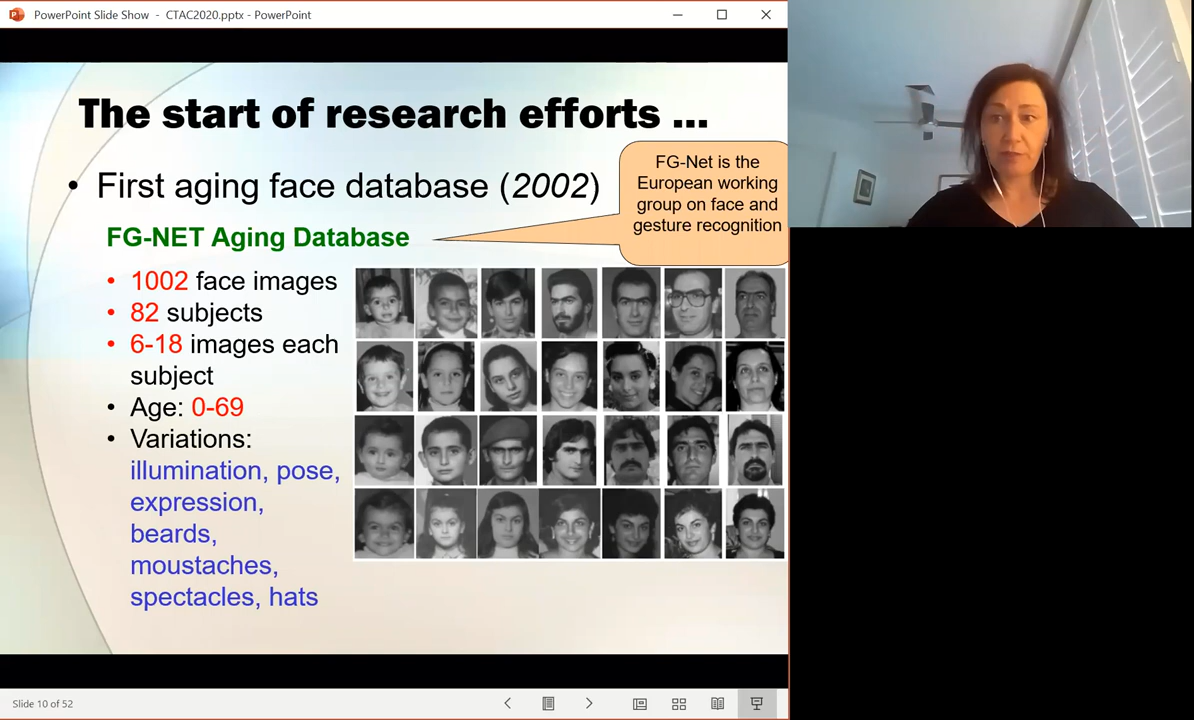 PowerPoint Slide Show - CTAC2020.pptx - PowerPoint
The start of research efforts ...
• First aging face database (2002)
FG-Net is the
European working
group on face and
gesture recognition
FG-NET Aging Database
• 1002 face images
• 82 subjects
• 6-18 images each
subject
• Age: 0-69
• Variations:
illumination, pose,
expression,
beards,
moustaches,
spectacles, hats
Slide 10 of 52